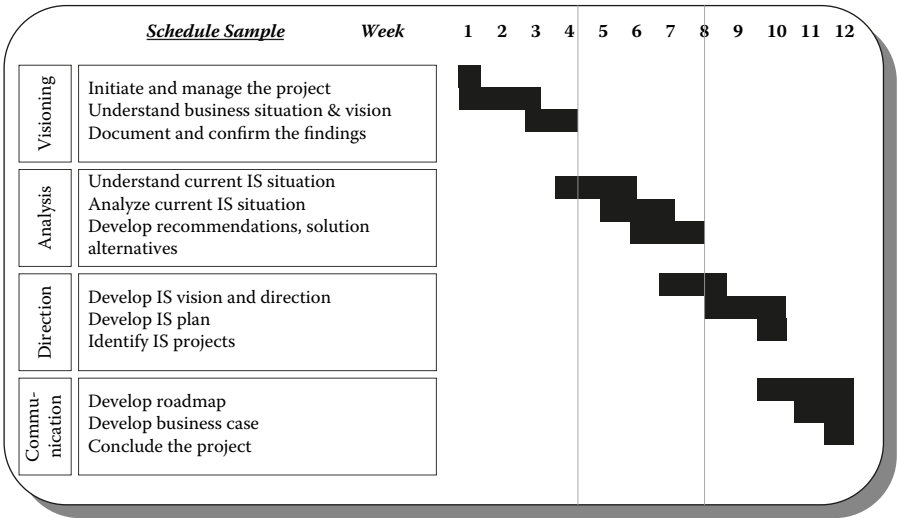 Schedule Sample Week 1 2 3 4 5 6 7 8 9 10 11 12
Visioning
Initiate and manage the project
Understand business situation & vision
Document and confirm the findings
Analysis
Understand current IS situation
Analyze current IS situation
Develop recommendations, solution
alternatives
Direction
Develop IS vision and direction
Develop IS plan
Identify IS projects
Commu-
nication
Develop roadmap
Develop business case
Conclude the project